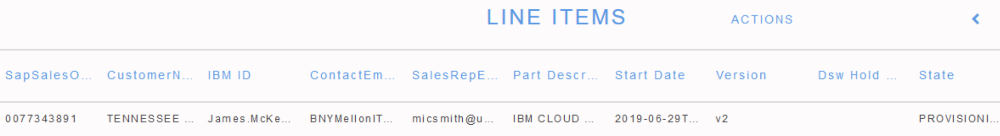 LINE ITEMS ACTIONS
SapSalesO... CustomerN... IBM ID ContactEm... SalesRepE... Part Descr... Start Date Version Dsw Hold ... State
0077343891 TENNESSEE ... James.McKe... BNYMellonIT... micsmith@u... IBM CLOUD ... 2019-06-29T... v2 PROVISIONI...